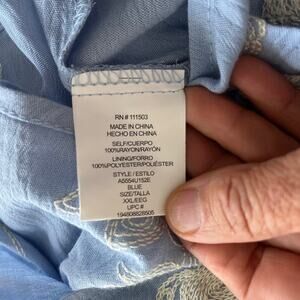 RN # 111503
MADE IN CHINA
HECHO EN CHINA
SELF/CUERPO
100%RAYON/RAYÓN
LINING/FORRO
100%POLYESTER/POLIÉSTER
STYLE / ESTILO
A5554U152E
BLUE
SIZE/TALLA
XXL/EEG
UPC #
194808828505